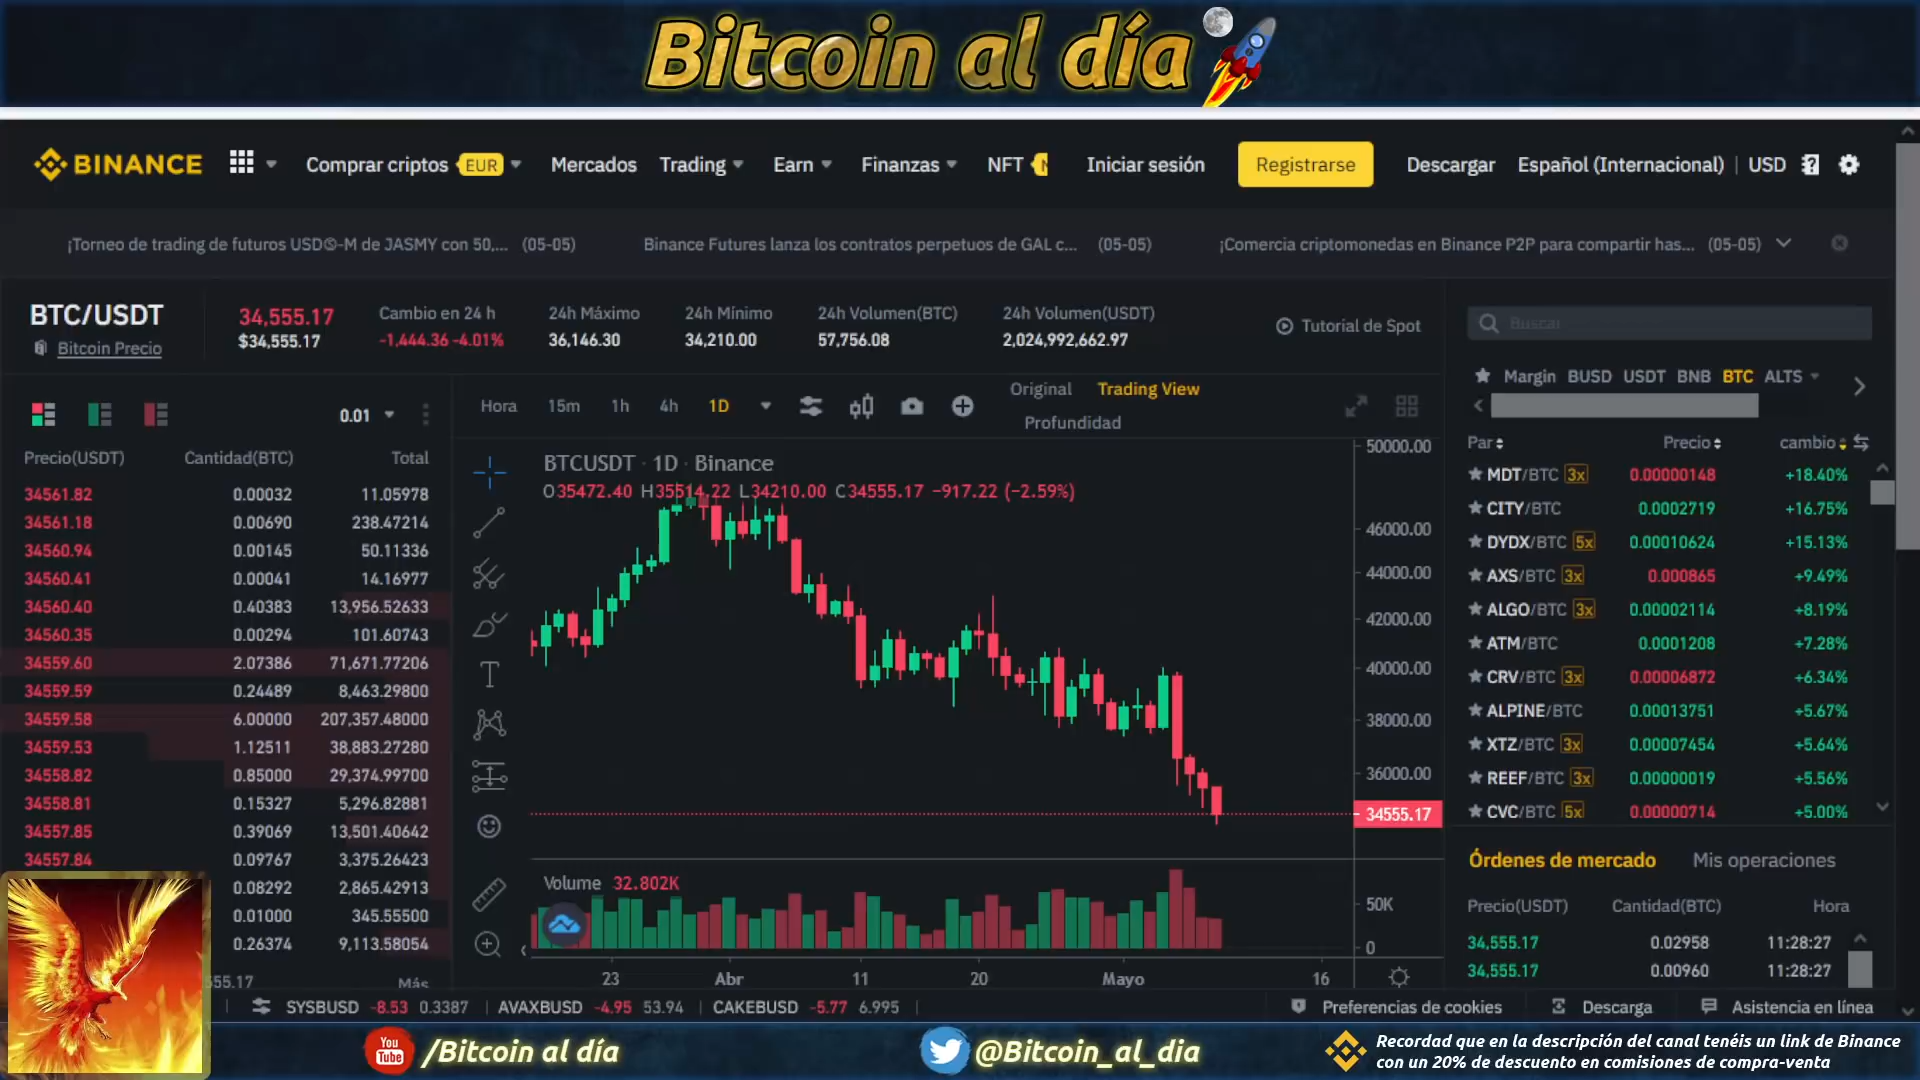 Bitcoin al día
BINANCE
Comprar criptos EUR
Mercados
Trading
Earn
Finanzas
NFT
Iniciar sesión
Registrarse
Descargar
Español (Internacional)
USD
¡Torneo de trading de futuros USDⓈ-M de JASMY con 50,... (05-05)
Binance Futures lanza los contratos perpetuos de GAL c... (05-05)
¡Comercia criptomonedas en Binance P2P para compartir has... (05-05)
BTC/USDT
Bitcoin Precio
34,555.17
$34,555.17
Cambio en 24 h
-1,444.36 -4.01%
24h Máximo
36,146.30
24h Mínimo
34,210.00
24h Volumen(BTC)
57,756.08
24h Volumen(USDT)
2,024,992,662.97
Tutorial de Spot
0.01
Precio(USDT) Cantidad(BTC) Total
34561.82 0.00032 11.05978
34561.18 0.00690 238.47214
34560.94 0.00145 50.11336
34560.41 0.00041 14.16977
34560.40 0.40383 13,956.52633
34560.35 0.00294 101.60743
34559.60 2.07386 71,671.77206
34559.59 0.24489 8,463.29800
34559.58 6.00000 207,357.48000
34559.53 1.12511 38,883.27280
34558.82 0.85000 29,374.99700
34558.81 0.15327 5,296.82881
34557.85 0.39069 13,501.40642
34557.84 0.09767 3,375.26423
0.08292 2,865.42913
0.01000 345.55500
0.26374 9,113.58054
555.17 Más
Hora 15m 1h 4h 1D
Original Trading View
Profundidad
BTCUSDT · 1D · Binance
O35472.40 H35514.22 L34210.00 C34555.17 −917.22 (−2.59%)
50000.00
46000.00
44000.00
42000.00
40000.00
38000.00
36000.00
34555.17
Volume 32.802K
50K
0
23 Abr 11 20 Mayo 16
Buscar
Margin BUSD USDT BNB BTC ALTS
Par Precio cambio
MDT/BTC 3x 0.00000148 +18.40%
CITY/BTC 0.0002719 +16.75%
DYDX/BTC 5x 0.00010624 +15.13%
AXS/BTC 3x 0.000865 +9.49%
ALGO/BTC 3x 0.00002114 +8.19%
ATM/BTC 0.0001208 +7.28%
CRV/BTC 3x 0.00006872 +6.34%
ALPINE/BTC 0.00013751 +5.67%
XTZ/BTC 3x 0.00007454 +5.64%
REEF/BTC 3x 0.00000019 +5.56%
CVC/BTC 5x 0.00000714 +5.00%
Órdenes de mercado Mis operaciones
Precio(USDT) Cantidad(BTC) Hora
34,555.17 0.02958 11:28:27
34,555.17 0.00960 11:28:27
SYSBUSD -8.53 0.3387
AVAXBUSD -4.95 53.94
CAKEBUSD -5.77 6.995
Preferencias de cookies
Descarga
Asistencia en línea
You
Tube
/Bitcoin al día
@Bitcoin_al_dia
Recordad que en la descripción del canal tenéis un link de Binance
con un 20% de descuento en comisiones de compra-venta